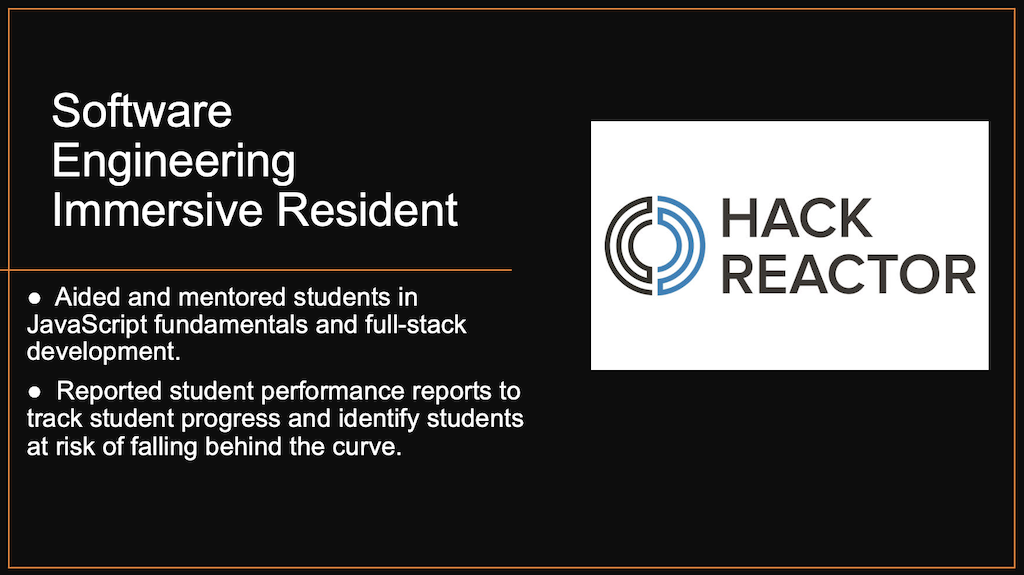 Software
Engineering
Immersive Resident
● Aided and mentored students in
JavaScript fundamentals and full-stack
development.
● Reported student performance reports to
track student progress and identify students
at risk of falling behind the curve.
HACK
REACTOR